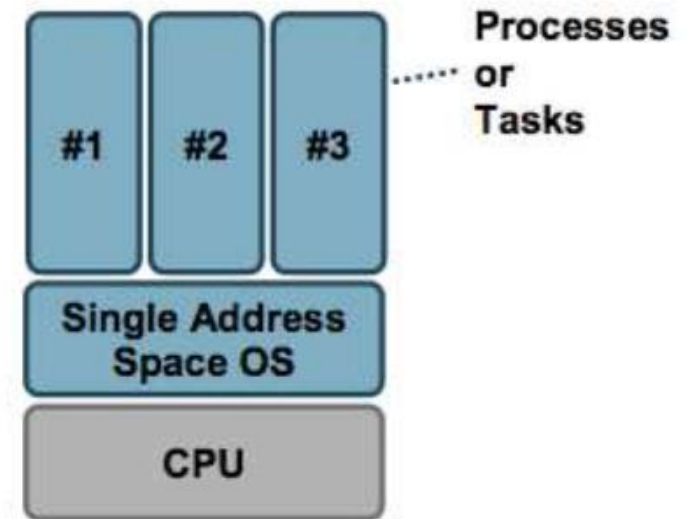 Processes
or
Tasks
#1 #2 #3
Single Address
Space OS
CPU